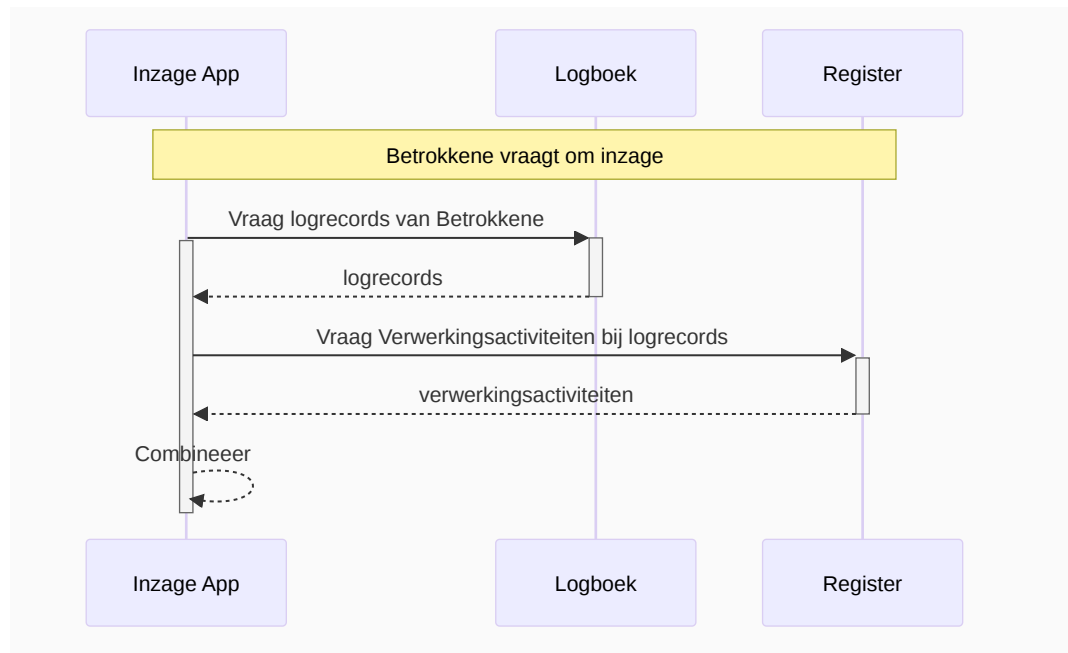 Inzage App
Logboek
Register
Betrokkene vraagt om inzage
Vraag logrecords van Betrokkene
logrecords
Vraag Verwerkingsactiviteiten bij logrecords
verwerkingsactiviteiten
Combineeer
Inzage App
Logboek
Register